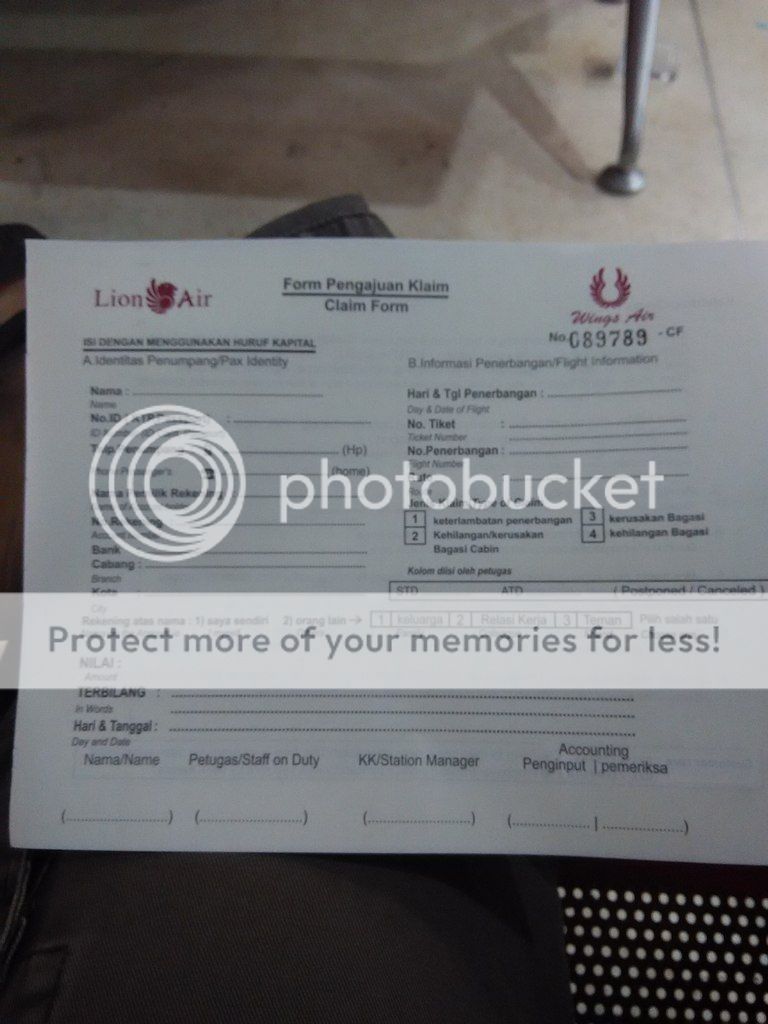 Lion Air
Form Pengajuan Klaim
Claim Form
Wings Air
No 089789 - CF
ISI DENGAN MENGGUNAKAN HURUF KAPITAL
A.Identitas Penumpang/Pax Identity
B.Informasi Penerbangan/Flight Information
Nama :
Name
No.ID
(Hp)
(home)
Nama Pemilik Rekening
No.Rekening
Bank
Cabang :
Branch
Kota
City
Hari & Tgl Penerbangan :
Day & Date of Flight
No. Tiket :
Ticket Number
No.Penerbangan :
Flight Number
1 keterlambatan penerbangan
3 kerusakan Bagasi
2 Kehilangan/kerusakan
Bagasi Cabin
4 kehilangan Bagasi
Kolom diisi oleh petugas
STD ATD ( Postponed / Canceled )
photobucket
Rekening atas nama : 1) saya sendiri 2) orang lain → 1 keluarga 2 Relasi Kerja 3 Teman Pilih salah satu
Protect more of your memories for less!
NILAI :
Amount
TERBILANG :
In Words
Hari & Tanggal :
Day and Date
Nama/Name
Petugas/Staff on Duty
KK/Station Manager
Accounting
Penginput | pemeriksa
(....................) (....................) (....................) (.................... | ....................)